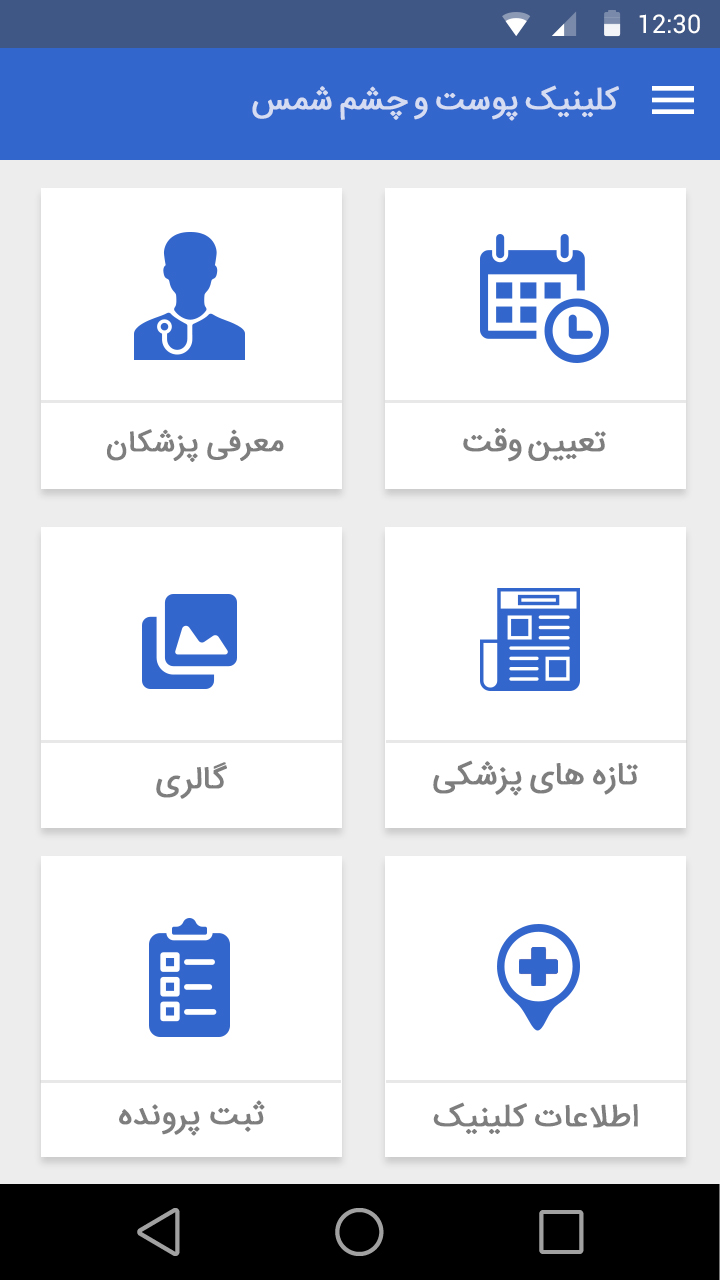 12:30
کلینیک پوست و چشم شمس
تعیین وقت
معرفی پزشکان
تازه های پزشکی
گالری
اطلاعات کلینیک
ثبت پرونده